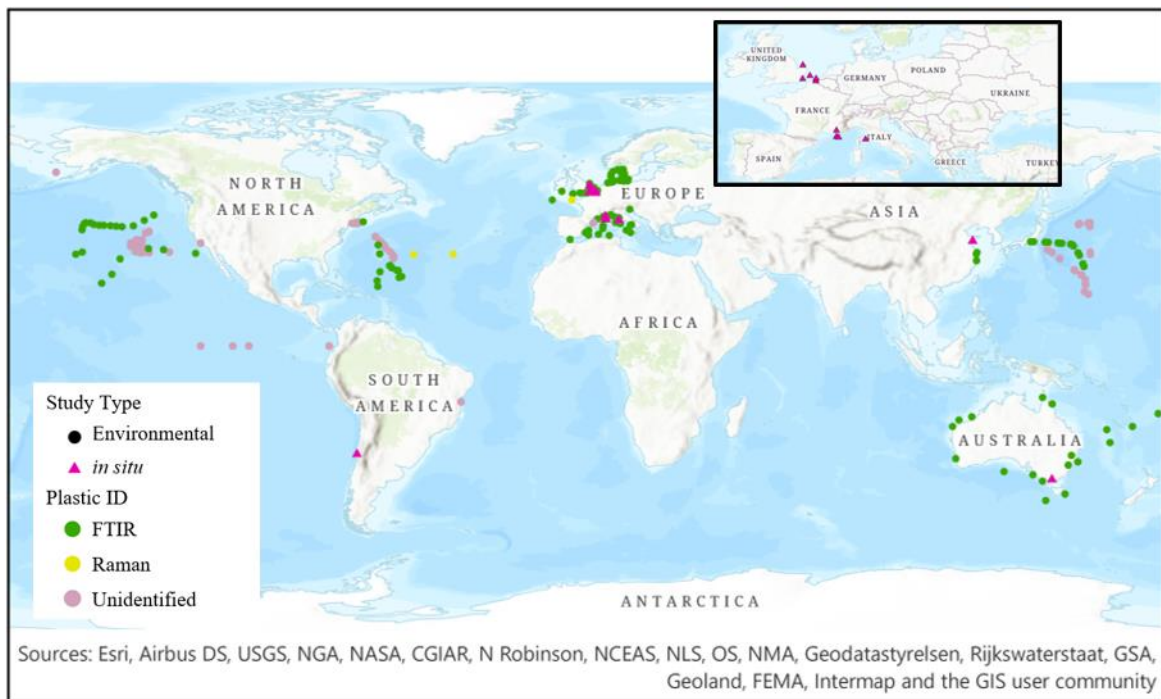 UNITED
KINGDOM
POLAND
GERMANY
UKRAINE
FRANCE
ITALY
SPAIN
GREECE
TURKEY
NORTH
AMERICA
EUROPE
ASIA
AFRICA
SOUTH
AMERICA
AUSTRALIA
ANTARCTICA
Study Type
Environmental
in situ
Plastic ID
FTIR
Raman
Unidentified
Sources: Esri, Airbus DS, USGS, NGA, NASA, CGIAR, N Robinson, NCEAS, NLS, OS, NMA, Geodatastyrelsen, Rijkswaterstaat, GSA,
Geoland, FEMA, Intermap and the GIS user community